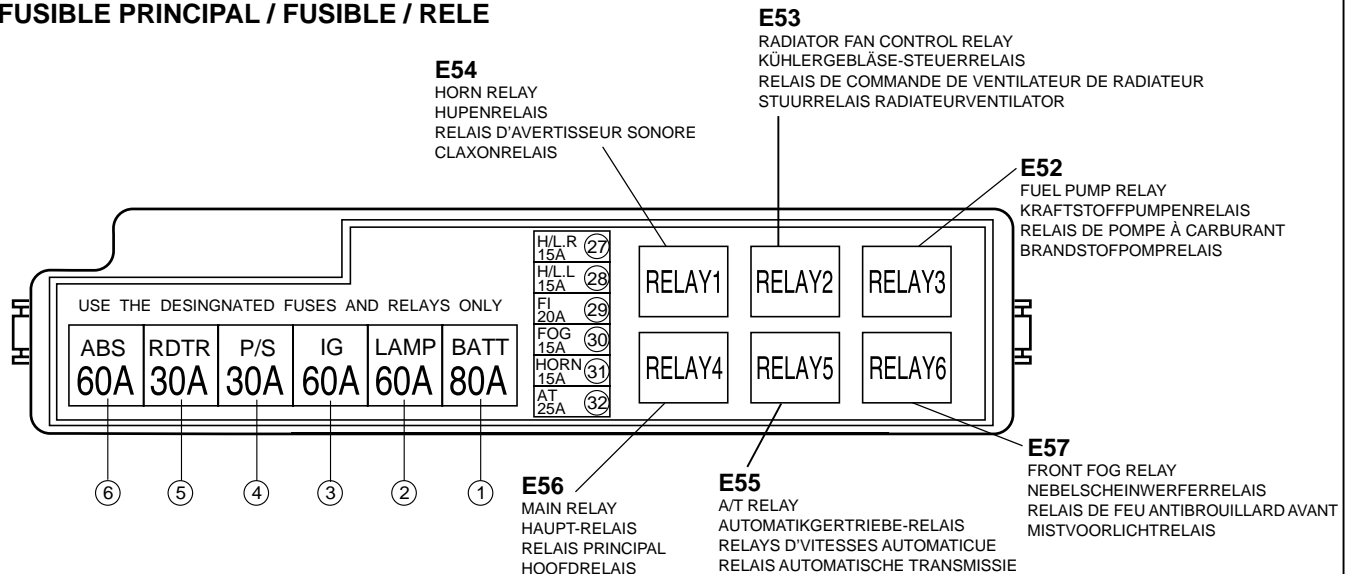 FUSIBLE PRINCIPAL / FUSIBLE / RELE
E53
RADIATOR FAN CONTROL RELAY
KÜHLERGEBLÄSE-STEUERRELAIS
RELAIS DE COMMANDE DE VENTILATEUR DE RADIATEUR
STUURRELAIS RADIATEURVENTILATOR
E54
HORN RELAY
HUPENRELAIS
RELAIS D'AVERTISSEUR SONORE
CLAXONRELAIS
E52
FUEL PUMP RELAY
KRAFTSTOFFPUMPENRELAIS
RELAIS DE POMPE À CARBURANT
BRANDSTOFPOMPRELAIS
H/L.R
15A
27
H/L.L
15A
28
FI
20A
29
FOG
15A
30
HORN
15A
31
AT
25A
32
RELAY1
RELAY2
RELAY3
RELAY4
RELAY5
RELAY6
USE THE DESINGNATED FUSES AND RELAYS ONLY
ABS
60A
RDTR
30A
P/S
30A
IG
60A
LAMP
60A
BATT
80A
6
5
4
3
2
1
E56
MAIN RELAY
HAUPT-RELAIS
RELAIS PRINCIPAL
HOOFDRELAIS
E55
A/T RELAY
AUTOMATIKGERTRIEBE-RELAIS
RELAYS D'VITESSES AUTOMATICUE
RELAIS AUTOMATISCHE TRANSMISSIE
E57
FRONT FOG RELAY
NEBELSCHEINWERFERRELAIS
RELAIS DE FEU ANTIBROUILLARD AVANT
MISTVOORLICHTRELAIS